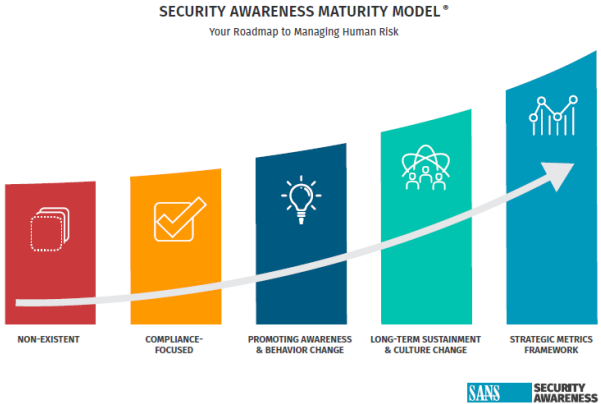 SECURITY AWARENESS MATURITY MODEL®
Your Roadmap to Managing Human Risk
NON-EXISTENT
COMPLIANCE-
FOCUSED
PROMOTING AWARENESS
& BEHAVIOR CHANGE
LONG-TERM SUSTAINMENT
& CULTURE CHANGE
STRATEGIC METRICS
FRAMEWORK
SANS
SECURITY
AWARENESS